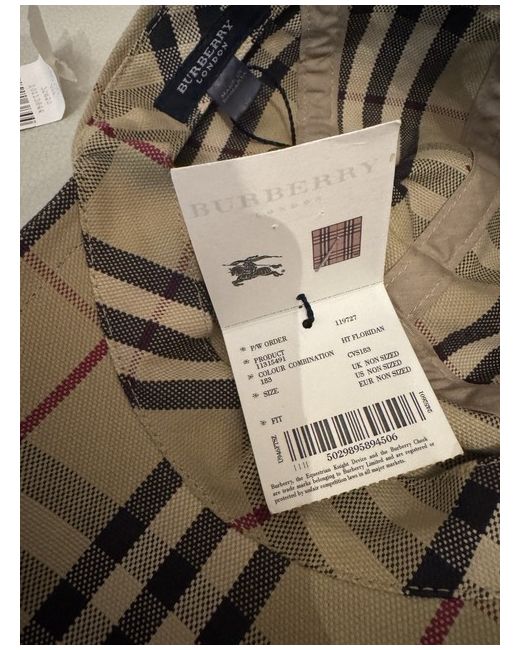 BURBERRY
LONDON
BURBERRY
LONDON
* P/W ORDER 119727
* PRODUCT HT FLORIDAN
11315491
* COLOUR COMBINATION CVS183
183
* SIZE UK NON SIZED
US NON SIZED
EUR NON SIZED
* FIT
5029895894506
Burberry, the Equestrian Knight Device and the Burberry Check
are trade marks belonging to Burberry Limited and are registered or
protected by unfair competition laws in all major markets.